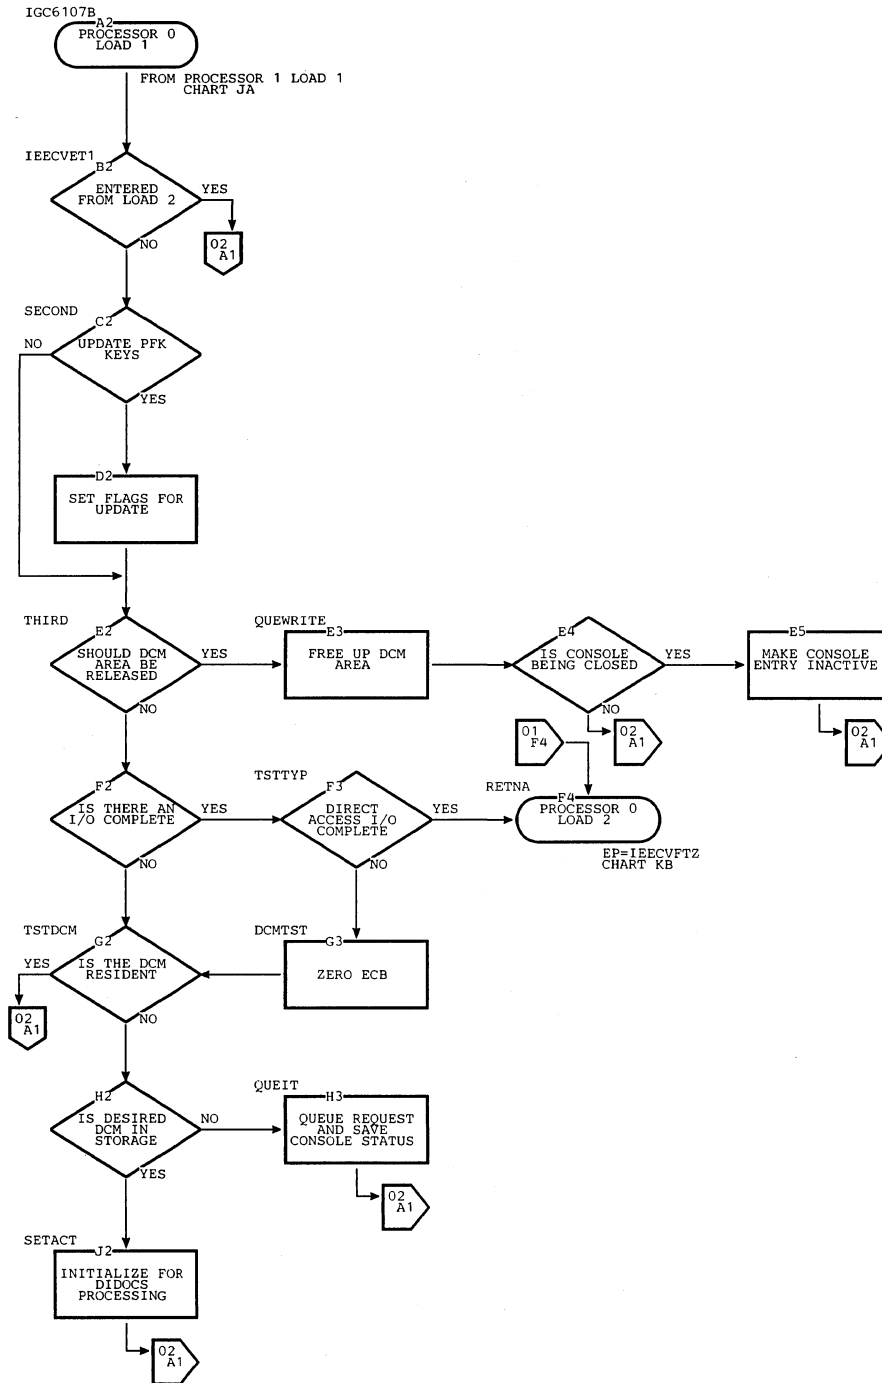 IGC6107B
A2
PROCESSOR 0
LOAD 1
FROM PROCESSOR 1 LOAD 1
CHART JA
IEECVET1
B2
ENTERED
FROM LOAD 2
YES
02
A1
NO
SECOND
C2
NO
UPDATE PFK
KEYS
YES
D2
SET FLAGS FOR
UPDATE
THIRD
E2
SHOULD DCM
AREA BE
RELEASED
YES
NO
QUEWRITE
E3
FREE UP DCM
AREA
E4
IS CONSOLE
BEING CLOSED
YES
NO
E5
MAKE CONSOLE
ENTRY INACTIVE
01
F4
02
A1
02
A1
F2
IS THERE AN
I/O COMPLETE
YES
NO
TSTTYP
F3
DIRECT
ACCESS I/O
COMPLETE
YES
NO
RETNA
F4
PROCESSOR 0
LOAD 2
EP=IEECVFTZ
CHART KB
TSTDCM
G2
YES
IS THE DCM
RESIDENT
NO
02
A1
DCMTST
G3
ZERO ECB
H2
IS DESIRED
DCM IN
STORAGE
NO
YES
QUEIT
H3
QUEUE REQUEST
AND SAVE
CONSOLE STATUS
02
A1
SETACT
J2
INITIALIZE FOR
DIDOCS
PROCESSING
02
A1